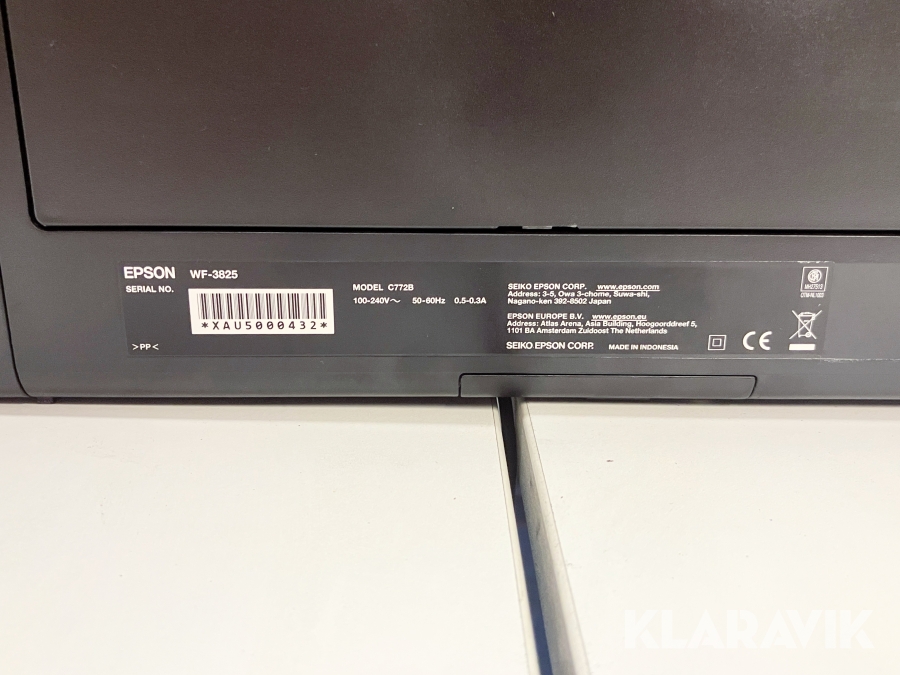 EPSON WF-3825
SERIAL NO.
*XAU5000432*
>PP<
MODEL C772B
100-240V～ 50-60Hz 0.5-0.3A
SEIKO EPSON CORP. www.epson.com
Address: 3-5, Owa 3-chome, Suwa-shi,
Nagano-ken 392-8502 Japan
EPSON EUROPE B.V. www.epson.eu
Address: Atlas Arena, Asia Building, Hoogoorddreef 5,
1101 BA Amsterdam Zuidoost The Netherlands
SEIKO EPSON CORP. MADE IN INDONESIA
CE
KLARAVIK